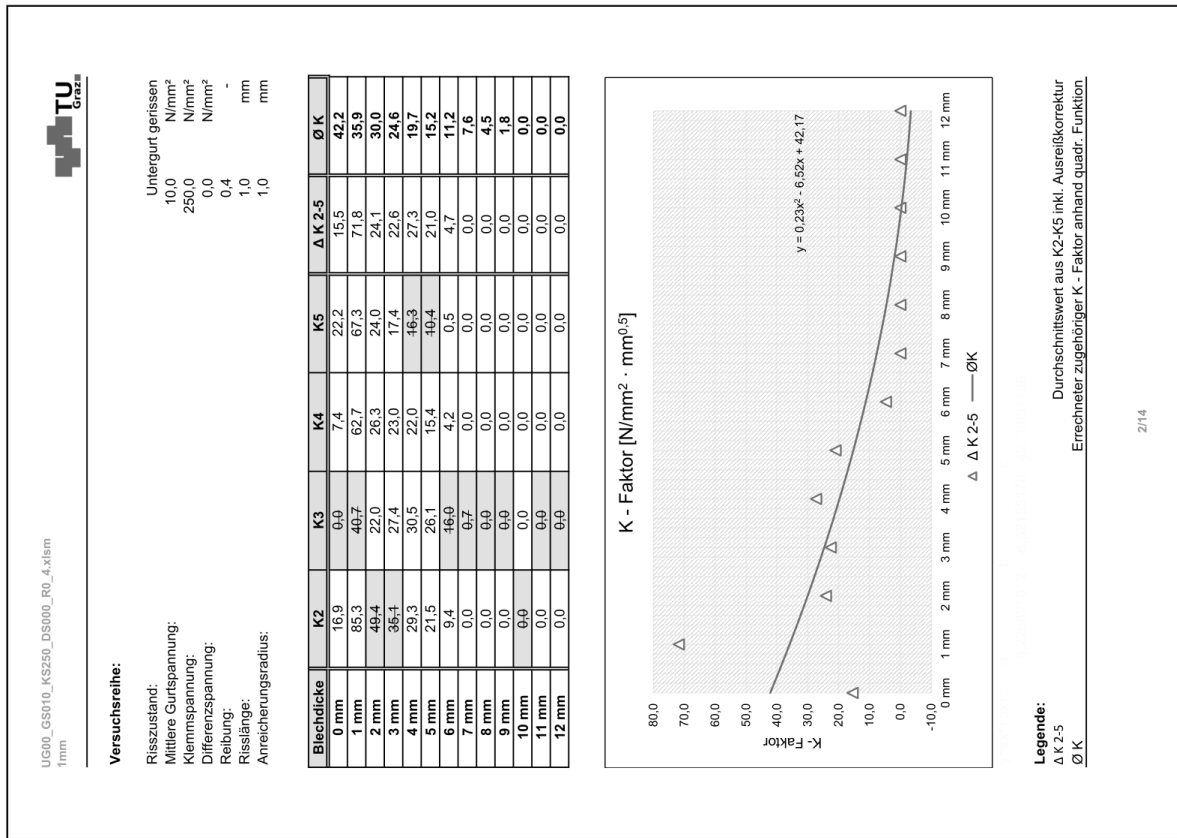 UG00_GS010_KS250_DS000_R0_4.xlsm
1mm
TU
Graz
Versuchsreihe:
Risszustand: Untergurt gerissen
Mittlere Gurtspannung: 10,0 N/mm²
Klemmspannung: 250,0 N/mm²
Differenzspannung: 0,0 N/mm²
Reibung: 0,4 -
Risslänge: 1,0 mm
Anreicherungsradius: 1,0 mm
Blechdicke K2 K3 K4 K5 Δ K 2-5 Ø K
0 mm 16,9 0,0 7,4 22,2 15,5 42,2
1 mm 85,3 40,7 62,7 67,3 71,8 35,9
2 mm 49,4 22,0 26,3 24,0 24,1 30,0
3 mm 35,1 27,4 23,0 17,4 22,6 24,6
4 mm 29,3 30,5 22,0 16,3 27,3 19,7
5 mm 21,5 26,1 15,4 10,4 21,0 15,2
6 mm 9,4 16,0 4,2 0,5 4,7 11,2
7 mm 0,0 0,7 0,0 0,0 0,0 7,6
8 mm 0,0 0,0 0,0 0,0 0,0 4,5
9 mm 0,0 0,0 0,0 0,0 0,0 1,8
10 mm 0,0 0,0 0,0 0,0 0,0 0,0
11 mm 0,0 0,0 0,0 0,0 0,0 0,0
12 mm 0,0 0,0 0,0 0,0 0,0 0,0
K - Faktor [N/mm² · mm^0.5]
K- Faktor
80,0
70,0
60,0
50,0
40,0
30,0
20,0
10,0
0,0
-10,0
y = 0,23x² - 6,52x + 42,17
0 mm 1 mm 2 mm 3 mm 4 mm 5 mm 6 mm 7 mm 8 mm 9 mm 10 mm 11 mm 12 mm
Δ K 2-5 ØK
Legende:
Δ K 2-5 Durchschnittswert aus K2-K5 inkl. Ausreißkorrektur
Ø K Errechneter zugehöriger K - Faktor anhand quadr. Funktion
2/14